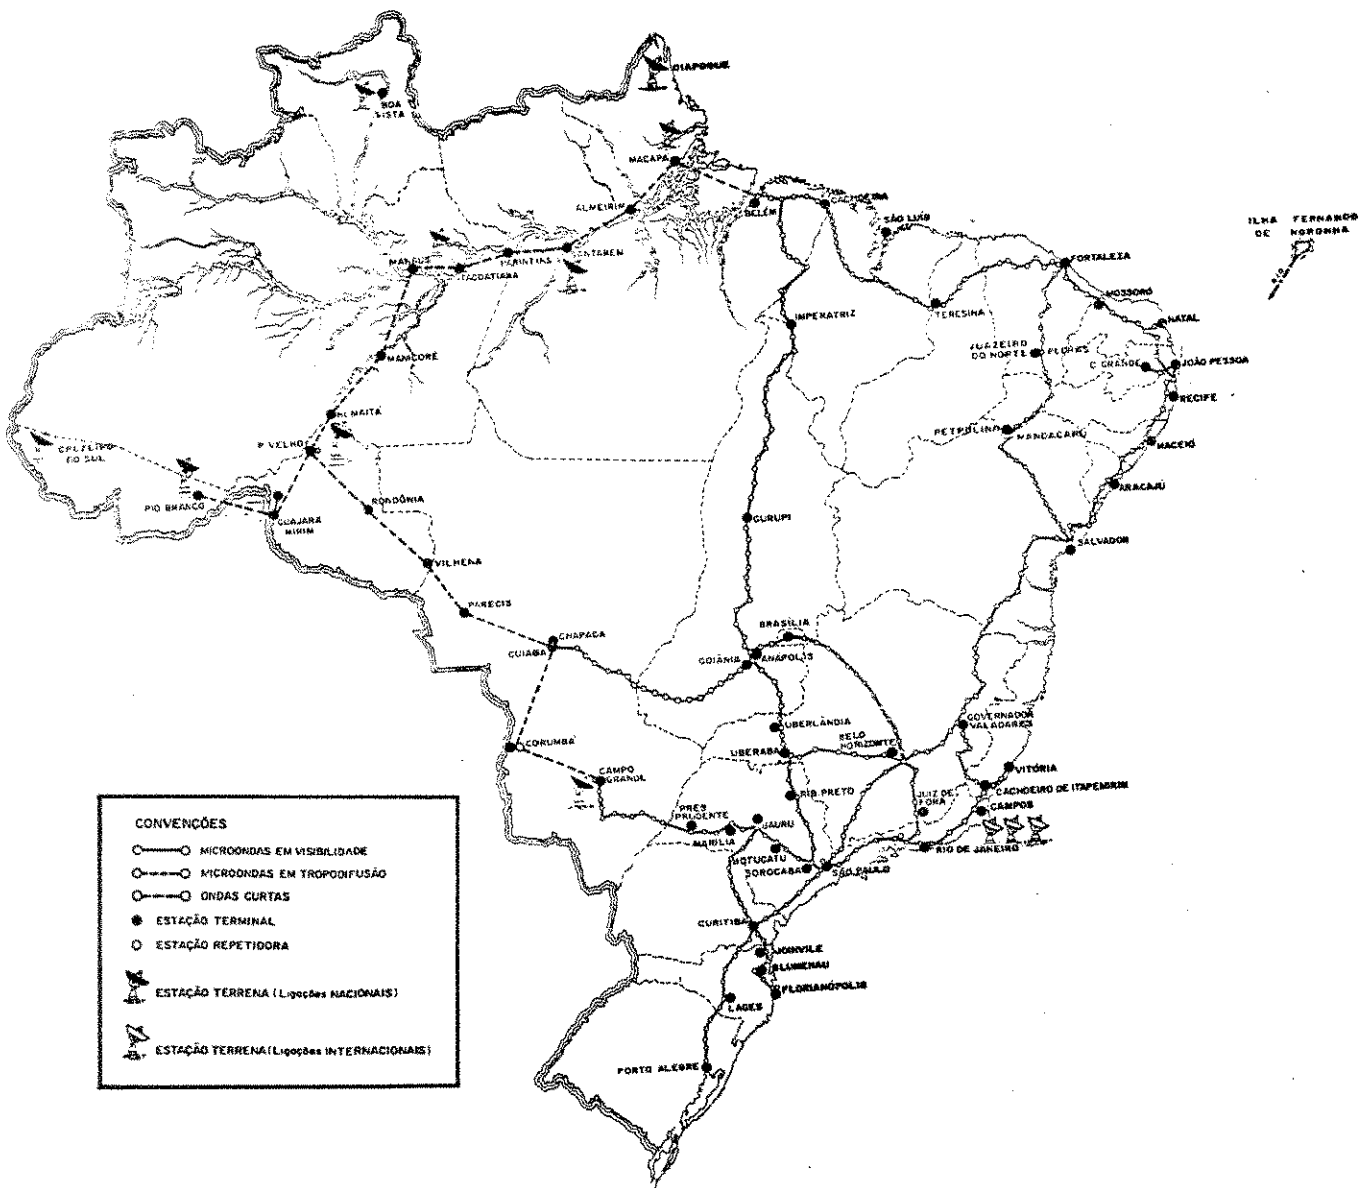 OIAPOQUE
BOA
VISTA
MACAPÁ
ALMEIRIM
BELÉM
CACHOEIRA
SÃO LUÍS
ILHA FERNANDO
DE NORONHA
RIO
MANAUS
ITACOATIARA
PARINTINS
SANTAREM
FORTALEZA
MOSSORÓ
TERESINA
NATAL
IMPERATRIZ
JUAZEIRO
DO NORTE
FLORES
C. GRANDE
JOÃO PESSOA
MANICORÉ
RECIFE
HUMAITÁ
PETROLINA
MANDACARÚ
MACEIÓ
CRUZEIRO
DO SUL
P. VELHO
ARACAJÚ
RIO BRANCO
RONDÔNIA
GUAJARÁ
MIRIM
GURUPI
SALVADOR
VILHENA
PARECIS
BRASÍLIA
CHAPADA
CUIABÁ
GOIÂNIA
ANÁPOLIS
UBERLÂNDIA
GOVERNADOR
VALADARES
CORUMBÁ
UBERABA
BELO
HORIZONTE
VITÓRIA
CAMPO
GRANDE
RIB. PRETO
JUIZ DE
FORA
CACHOEIRO DE ITAPEMIRIM
CAMPOS
PRES.
PRUDENTE
BAURU
MARILIA
BOTUCATU
SOROCABA
SÃO PAULO
RIO DE JANEIRO
CURITIBA
JOINVILE
BLUMENAU
FLORIANÓPOLIS
LAGES
PORTO ALEGRE
CONVENÇÕES
MICROONDAS EM VISIBILIDADE
MICROONDAS EM TROPODIFUSÃO
ONDAS CURTAS
ESTAÇÃO TERMINAL
ESTAÇÃO REPETIDORA
ESTAÇÃO TERRENA (Ligações NACIONAIS)
ESTAÇÃO TERRENA (Ligações INTERNACIONAIS)